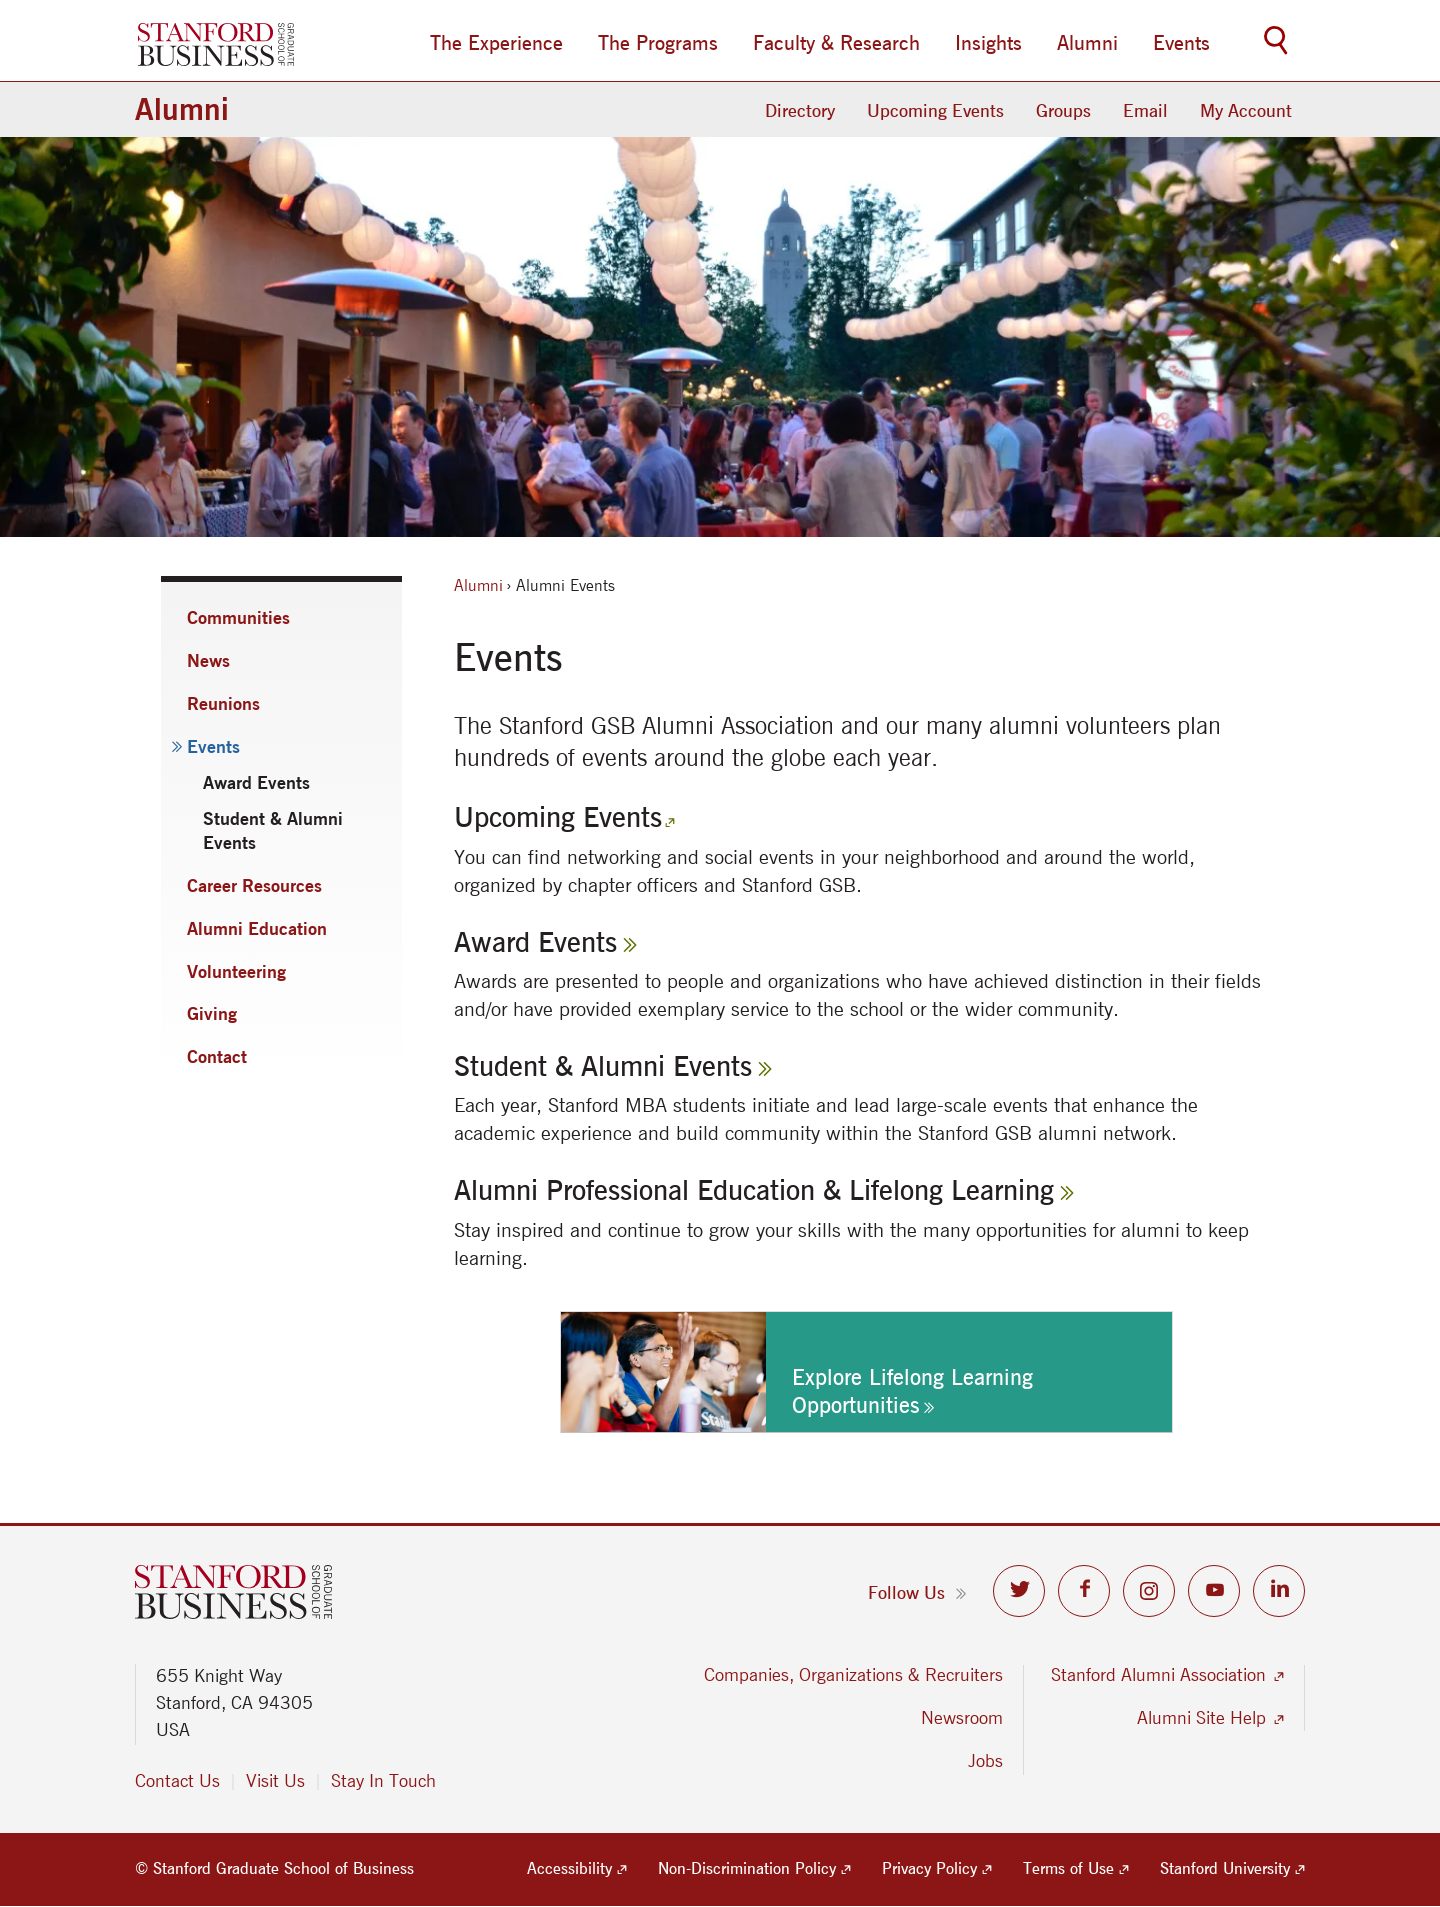 STANFORD
BUSINESS
GRADUATE
SCHOOL OF
The Experience
The Programs
Faculty & Research
Insights
Alumni
Events
Alumni
Directory
Upcoming Events
Groups
Email
My Account
Communities
News
Reunions
Events
Award Events
Student & Alumni
Events
Career Resources
Alumni Education
Volunteering
Giving
Contact
Alumni › Alumni Events
Events
The Stanford GSB Alumni Association and our many alumni volunteers plan
hundreds of events around the globe each year.
Upcoming Events
You can find networking and social events in your neighborhood and around the world,
organized by chapter officers and Stanford GSB.
Award Events
Awards are presented to people and organizations who have achieved distinction in their fields
and/or have provided exemplary service to the school or the wider community.
Student & Alumni Events
Each year, Stanford MBA students initiate and lead large-scale events that enhance the
academic experience and build community within the Stanford GSB alumni network.
Alumni Professional Education & Lifelong Learning
Stay inspired and continue to grow your skills with the many opportunities for alumni to keep
learning.
Explore Lifelong Learning
Opportunities
STANFORD
BUSINESS
GRADUATE
SCHOOL OF
Follow Us
655 Knight Way
Stanford, CA 94305
USA
Contact Us
Visit Us
Stay In Touch
Companies, Organizations & Recruiters
Newsroom
Jobs
Stanford Alumni Association
Alumni Site Help
© Stanford Graduate School of Business
Accessibility
Non-Discrimination Policy
Privacy Policy
Terms of Use
Stanford University